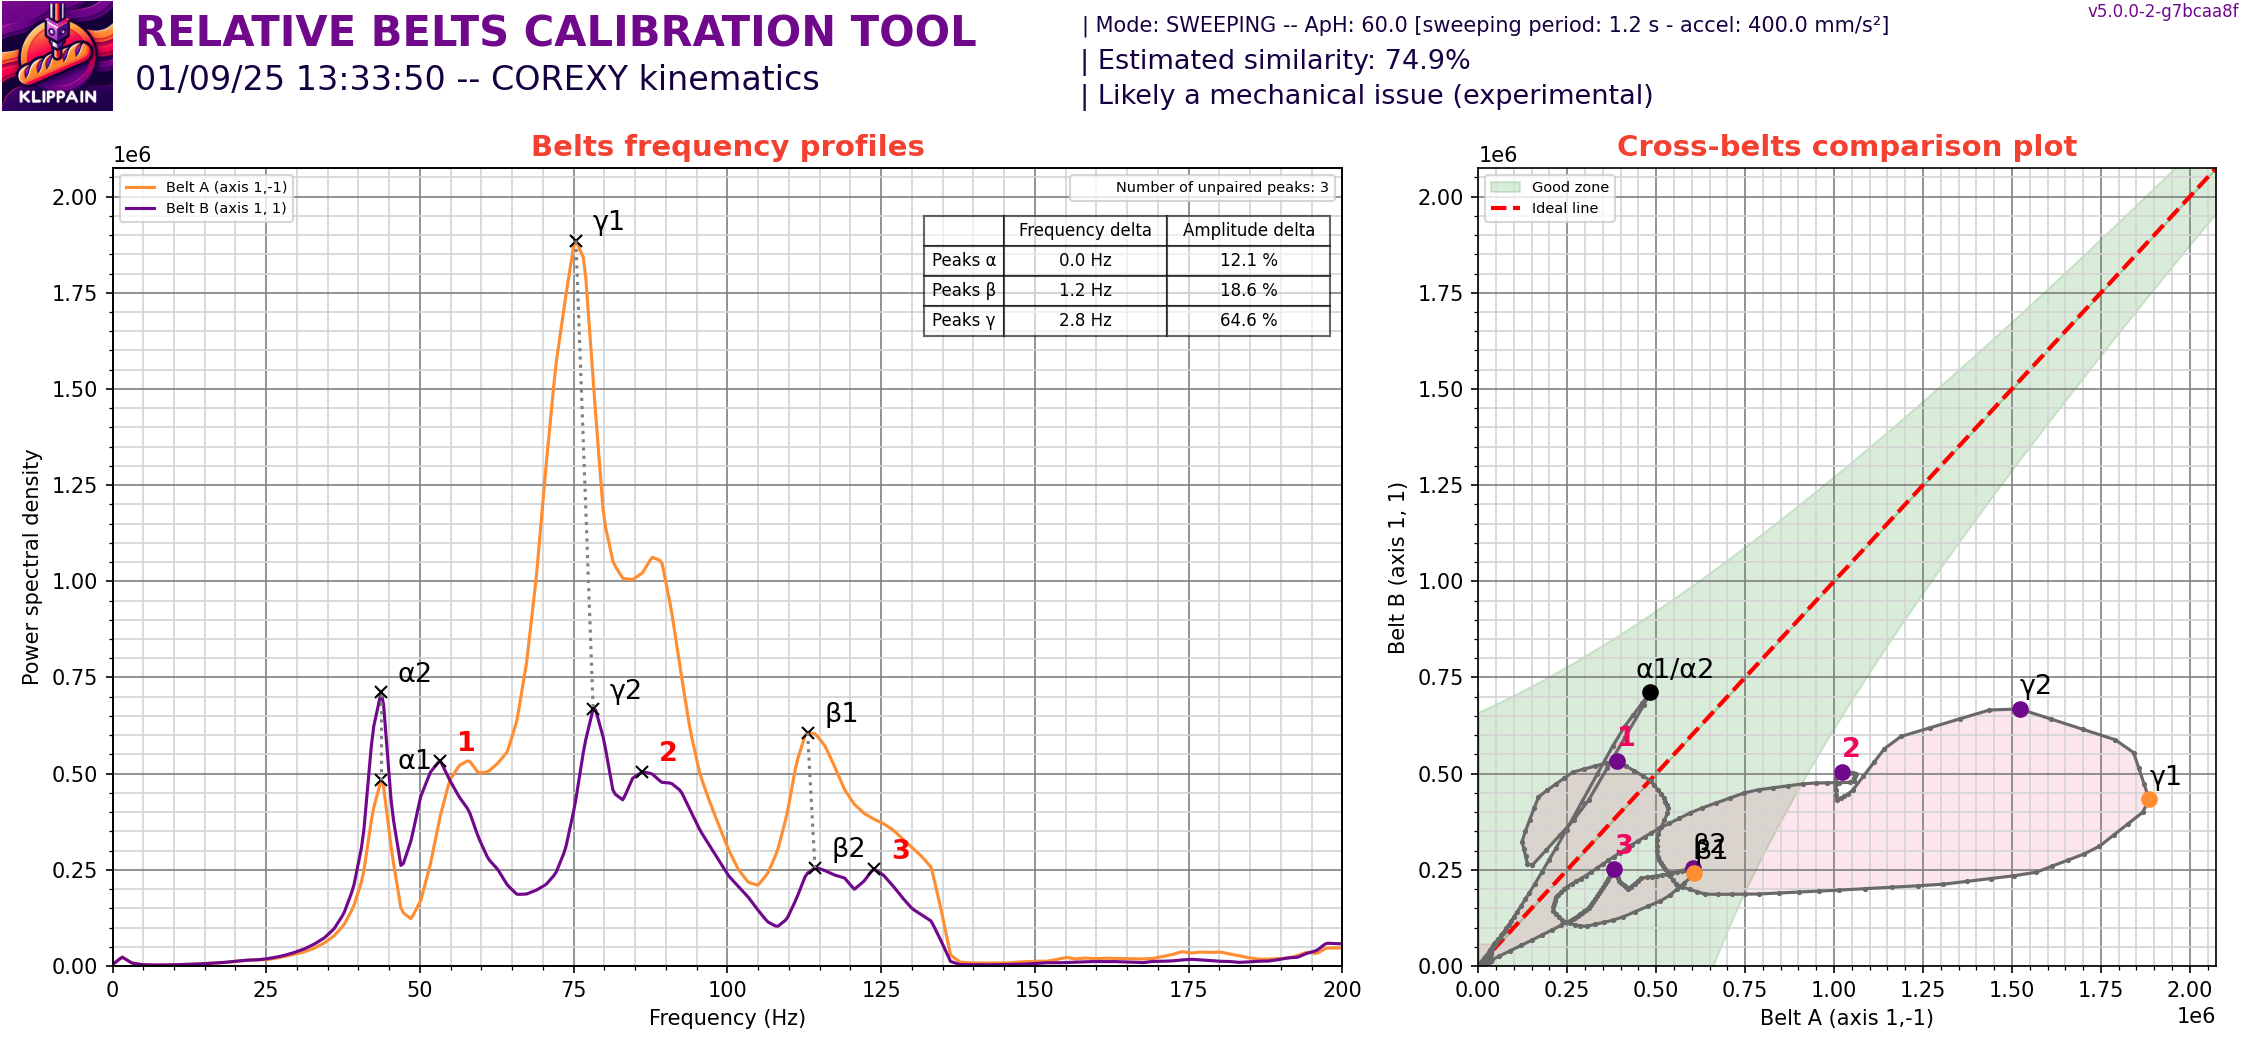 KLIPPAIN
RELATIVE BELTS CALIBRATION TOOL
01/09/25 13:33:50 -- COREXY kinematics
| Mode: SWEEPING -- ApH: 60.0 [sweeping period: 1.2 s - accel: 400.0 mm/s²]
| Estimated similarity: 74.9%
| Likely a mechanical issue (experimental)
v5.0.0-2-g7bcaa8f
Belts frequency profiles
1e6
Belt A (axis 1,-1)
Belt B (axis 1, 1)
Number of unpaired peaks: 3
Frequency delta Amplitude delta
Peaks α 0.0 Hz 12.1 %
Peaks β 1.2 Hz 18.6 %
Peaks γ 2.8 Hz 64.6 %
γ1
α2
α1
1
γ2
2
β1
β2
3
2.00
1.75
1.50
1.25
1.00
0.75
0.50
0.25
0.00
Power spectral density
0 25 50 75 100 125 150 175 200
Frequency (Hz)
Cross-belts comparison plot
1e6
Good zone
Ideal line
α1/α2
γ2
1
2
γ1
3
β2
β1
2.00
1.75
1.50
1.25
1.00
0.75
0.50
0.25
0.00
Belt B (axis 1, 1)
0.00 0.25 0.50 0.75 1.00 1.25 1.50 1.75 2.00
Belt A (axis 1,-1)
1e6